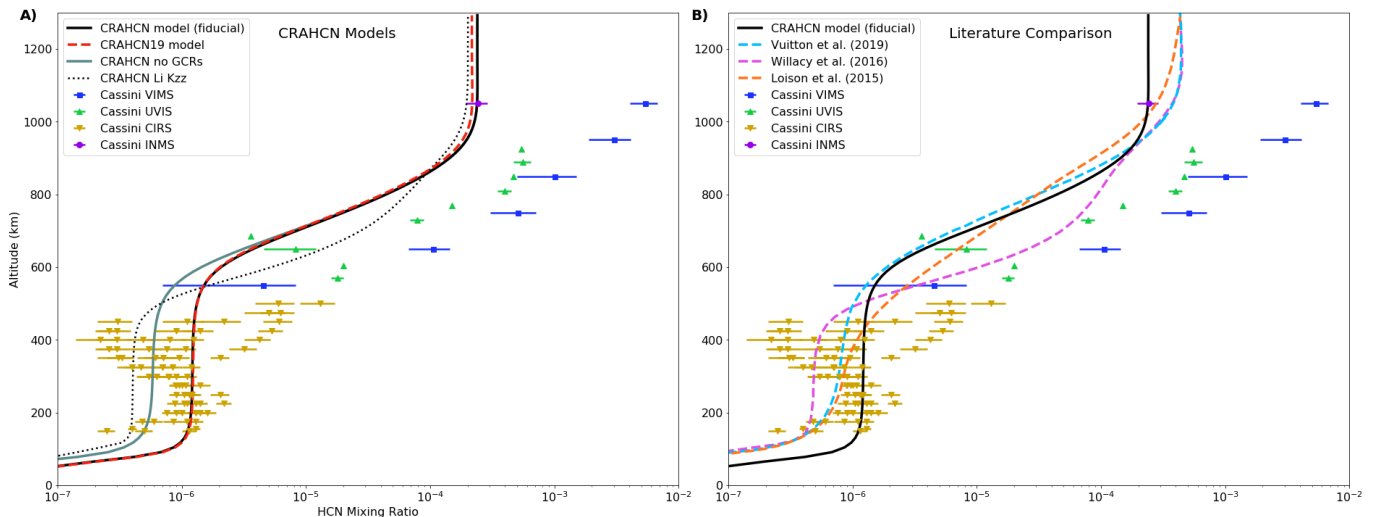 A)
CRAHCN Models
CRAHCN model (fiducial)
CRAHCN19 model
CRAHCN no GCRs
CRAHCN Li Kzz
Cassini VIMS
Cassini UVIS
Cassini CIRS
Cassini INMS
Altitude (km)
1200
1000
800
600
400
200
0
10^-7
10^-6
10^-5
10^-4
10^-3
10^-2
HCN Mixing Ratio
B)
Literature Comparison
CRAHCN model (fiducial)
Vuitton et al. (2019)
Willacy et al. (2016)
Loison et al. (2015)
Cassini VIMS
Cassini UVIS
Cassini CIRS
Cassini INMS
1200
1000
800
600
400
200
0
10^-7
10^-6
10^-5
10^-4
10^-3
10^-2